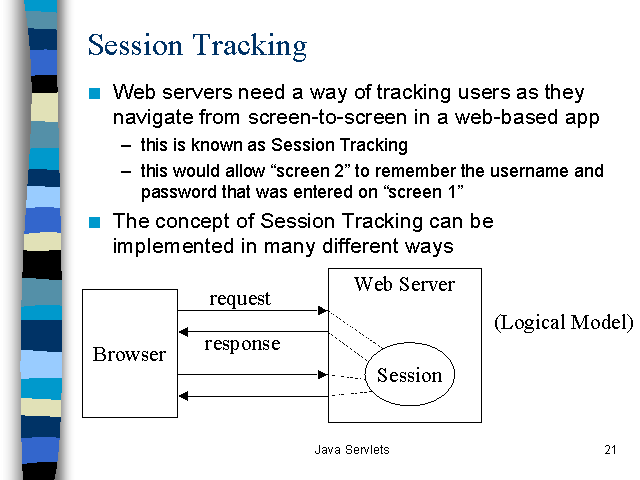 Session Tracking
Web servers need a way of tracking users as they
navigate from screen-to-screen in a web-based app
– this is known as Session Tracking
– this would allow “screen 2” to remember the username and
password that was entered on “screen 1”
The concept of Session Tracking can be
implemented in many different ways
Web Server
request
(Logical Model)
response
Browser
Session
Java Servlets
21